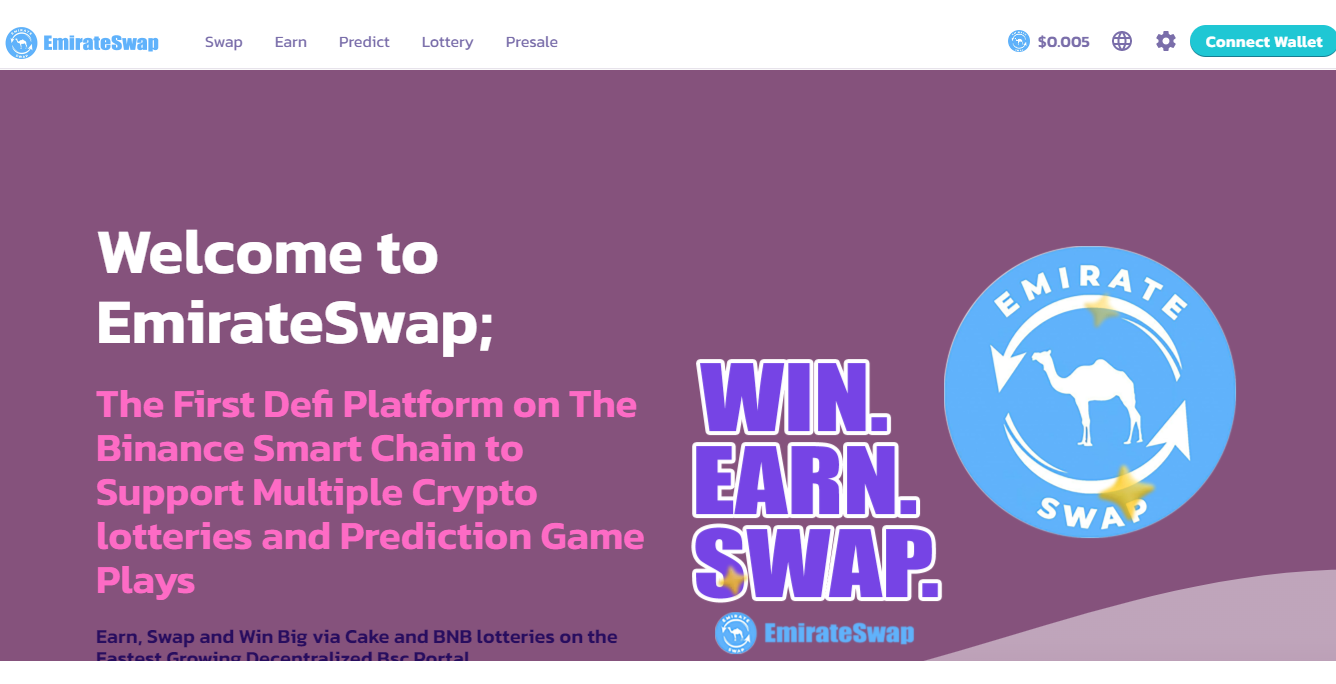 EmirateSwap
Swap Earn Predict Lottery Presale
$0.005
Connect Wallet
Welcome to
EmirateSwap;
The First Defi Platform on The
Binance Smart Chain to
Support Multiple Crypto
lotteries and Prediction Game
Plays
Earn, Swap and Win Big via Cake and BNB lotteries on the
Fastest Growing Decentralized Bsc Portal
WIN.
EARN.
SWAP.
EmirateSwap
EMIRATE
SWAP